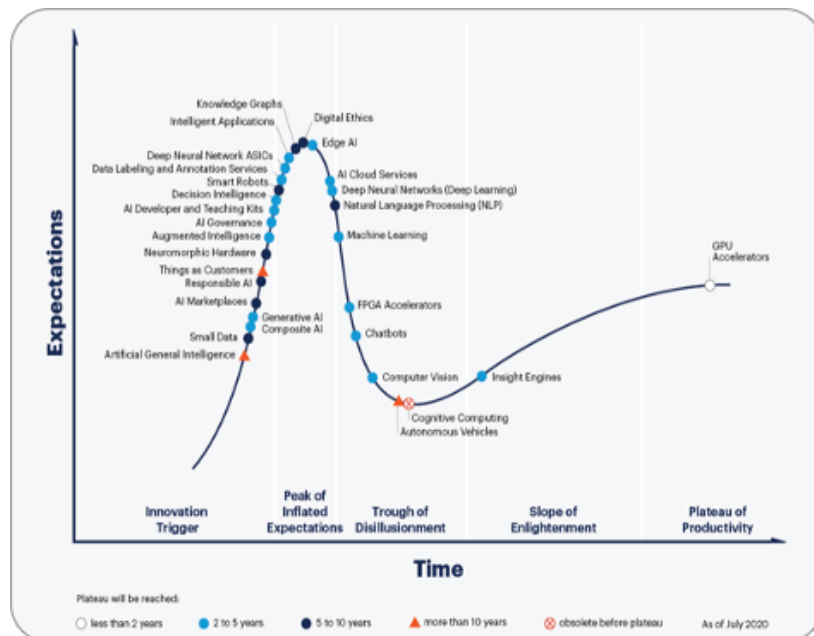 Knowledge Graphs
Digital Ethics
Intelligent Applications
Edge AI
Deep Neural Network ASICs
Data Labeling and Annotation Services
AI Cloud Services
Smart Robots
Deep Neural Networks (Deep Learning)
Decision Intelligence
Natural Language Processing (NLP)
AI Developer and Teaching Kits
AI Governance
Augmented Intelligence
Machine Learning
Neuromorphic Hardware
GPU
Accelerators
Things as Customers
Responsible AI
AI Marketplaces
FPGA Accelerators
Generative AI
Composite AI
Chatbots
Small Data
Artificial General Intelligence
Computer Vision
Insight Engines
Cognitive Computing
Autonomous Vehicles
Expectations
Innovation
Trigger
Peak of
Inflated
Expectations
Trough of
Disillusionment
Slope of
Enlightenment
Plateau of
Productivity
Time
Plateau will be reached:
less than 2 years
2 to 5 years
5 to 10 years
more than 10 years
obsolete before plateau
As of July 2020